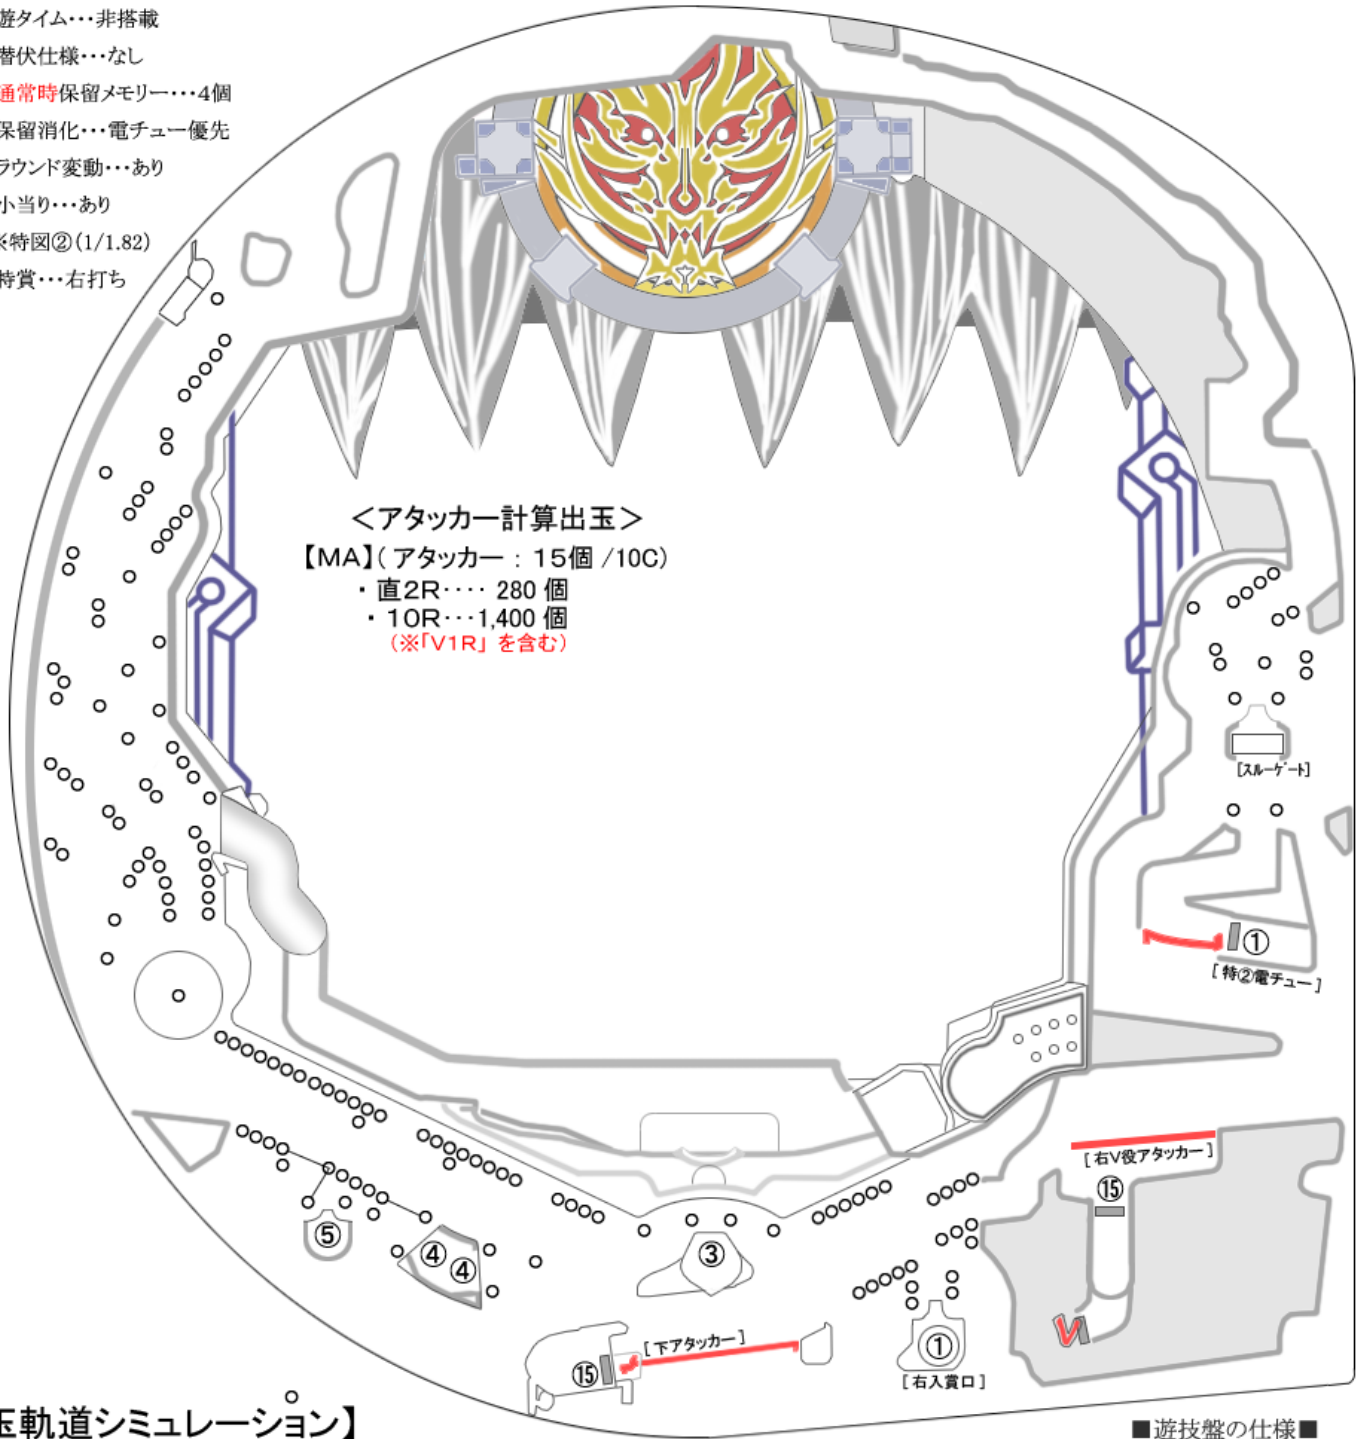 遊タイム･･･非搭載
潜伏仕様･･･なし
通常時保留メモリー･･･4個
保留消化･･･電チュー優先
ラウンド変動･･･あり
小当り･･･あり
※特図②(1/1.82)
特賞･･･右打ち
＜アタッカー計算出玉＞
【MA】( アタッカー : 15個 /10C)
・直2R････ 280 個
・10R･･･1,400 個
(※「V1R」を含む)
[スルーゲート]
①
[ 特②電チュー ]
[ 右V役アタッカー ]
⑮
V
⑤
④
④
③
[ 下アタッカー ]
⑮
①
[ 右入賞口 ]
玉軌道シミュレーション】
■遊技盤の仕様■